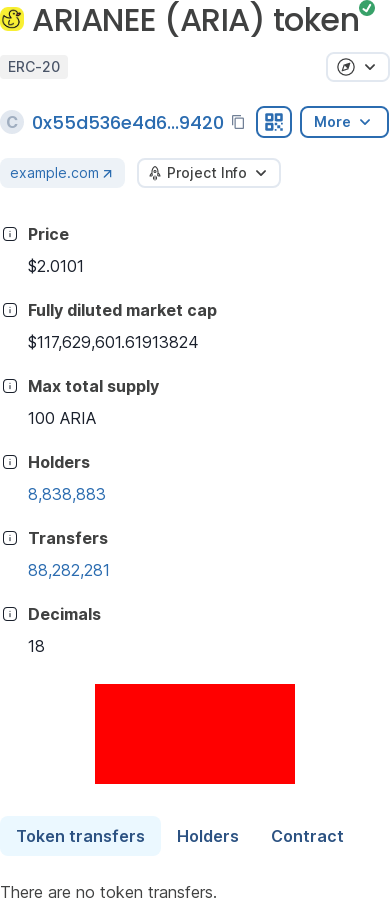 ARIANEE (ARIA) token
ERC-20
C 0x55d536e4d6...9420 More
example.com Project Info
Price
$2.0101
Fully diluted market cap
$117,629,601.61913824
Max total supply
100 ARIA
Holders
8,838,883
Transfers
88,282,281
Decimals
18
Token transfers Holders Contract
There are no token transfers.